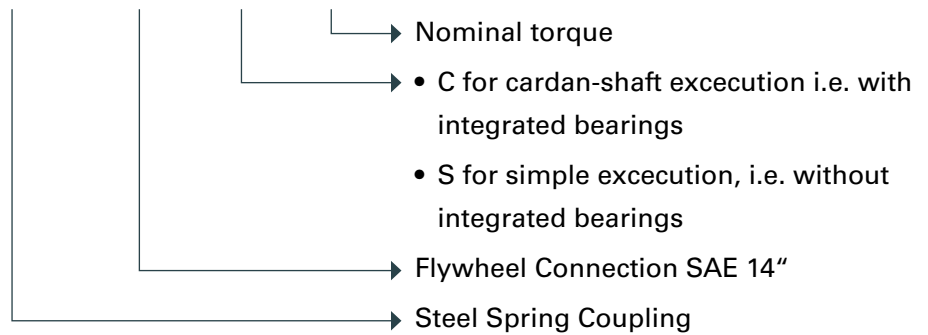 Nominal torque
• C for cardan-shaft excecution i.e. with
integrated bearings
• S for simple excecution, i.e. without
integrated bearings
Flywheel Connection SAE 14“
Steel Spring Coupling